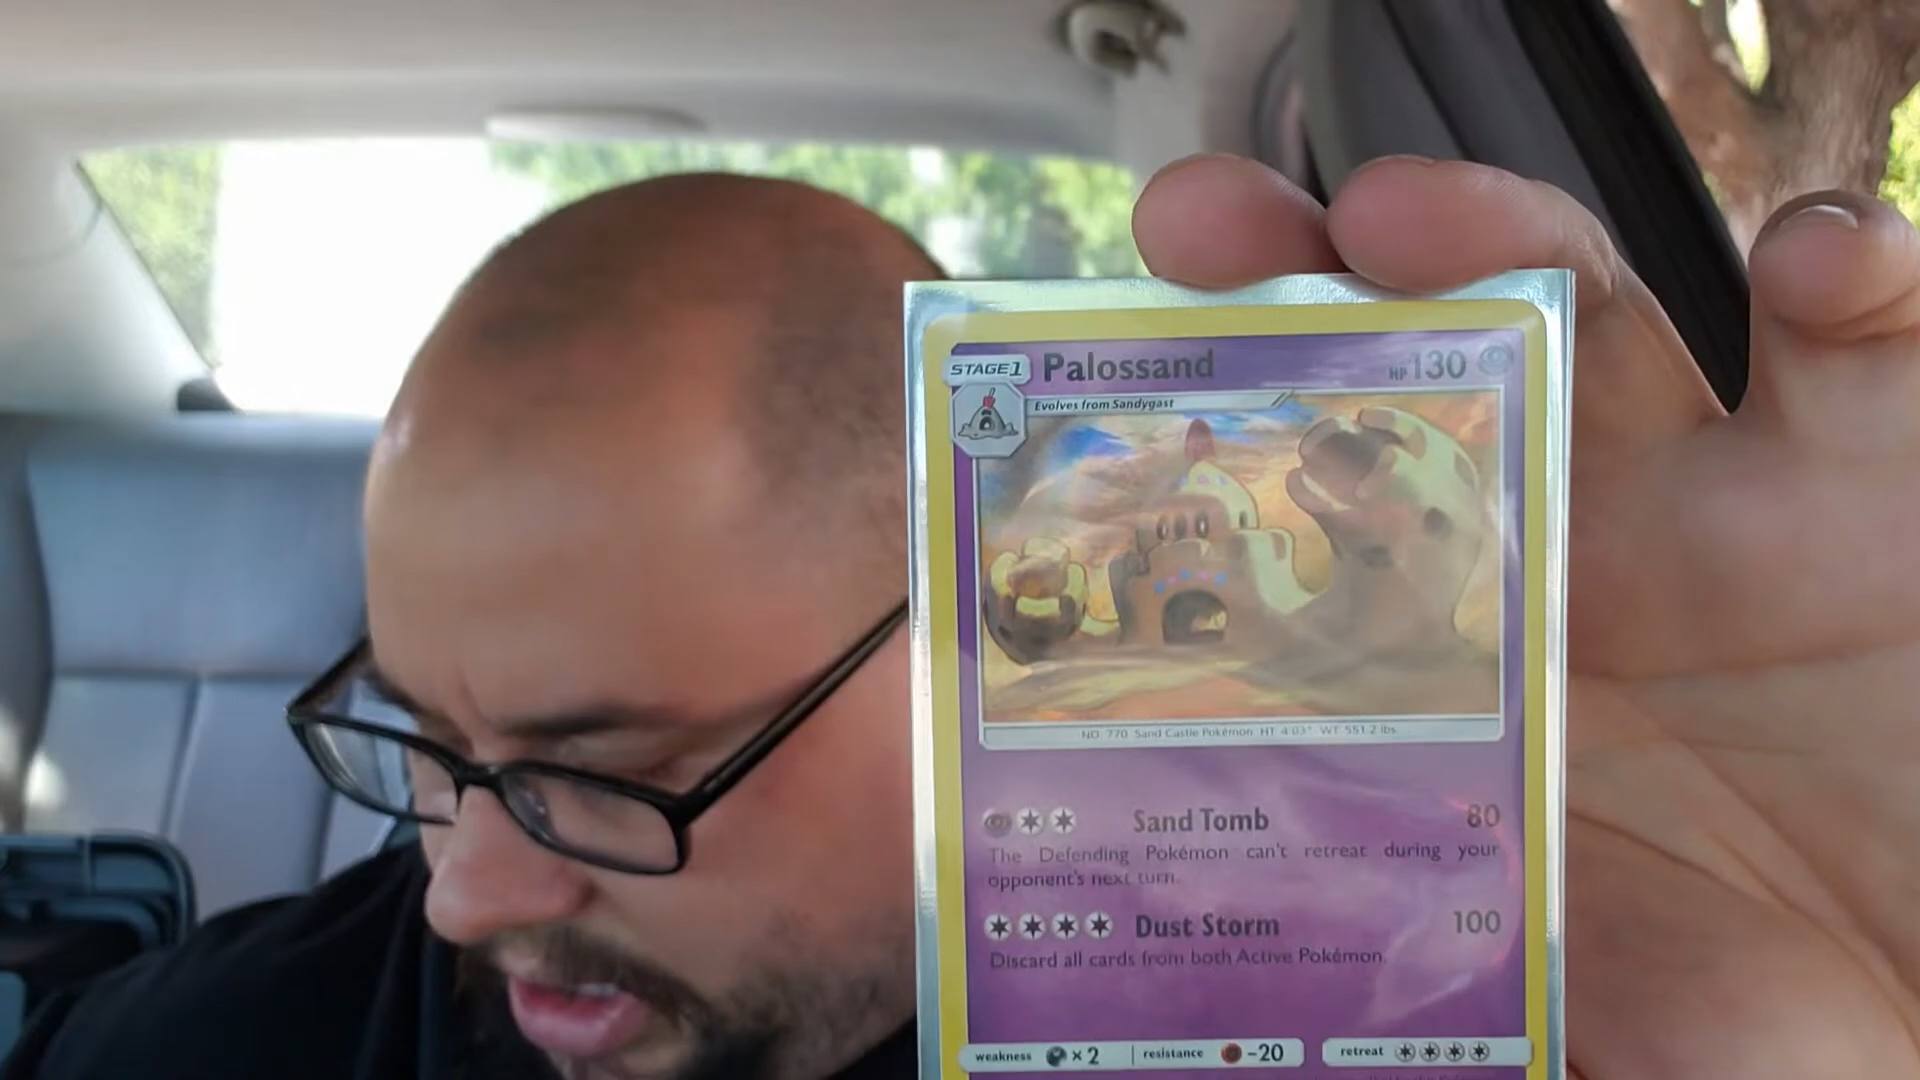 STAGE1 Palossand HP130
Evolves from Sandygast
NO. 770 Sand Castle Pokémon HT 4'03" WT 551.2 lbs.
Sand Tomb 80
The Defending Pokémon can't retreat during your
opponent's next turn.
Dust Storm 100
Discard all cards from both Active Pokémon.
weakness ×2 resistance -20 retreat